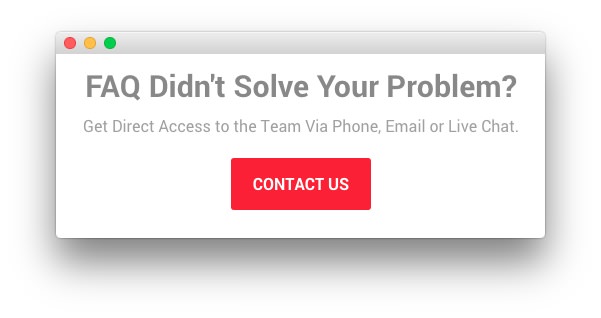 FAQ Didn't Solve Your Problem?
Get Direct Access to the Team Via Phone, Email or Live Chat.
CONTACT US